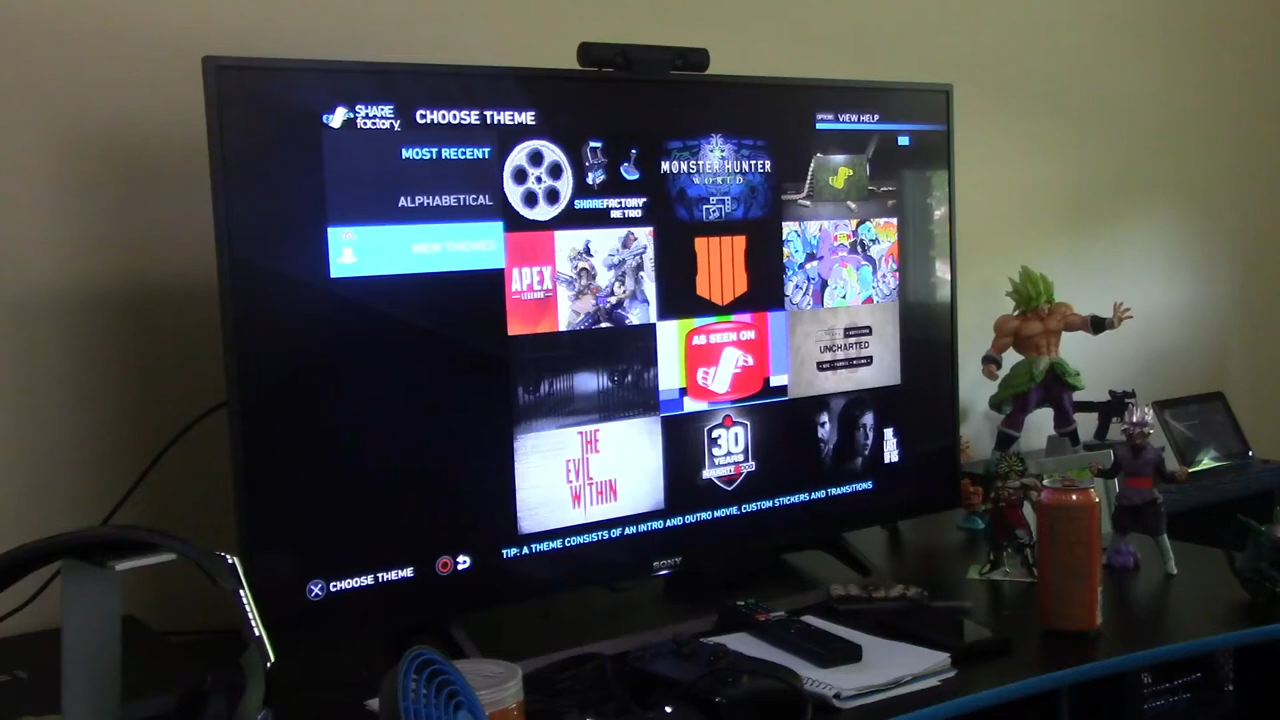 SHARE
factory
CHOOSE THEME
OPTIONS VIEW HELP
MOST RECENT
ALPHABETICAL
NEW THEMES
SHAREFACTORY
RETRO
MONSTER HUNTER
WORLD
APEX
LEGENDS
AS SEEN ON
UNCHARTED
THE
EVIL
WITHIN
30
YEARS
NAUGHTY DOG
THE
LAST
OF US
TIP: A THEME CONSISTS OF AN INTRO AND OUTRO MOVIE, CUSTOM STICKERS AND TRANSITIONS
CHOOSE THEME
SONY